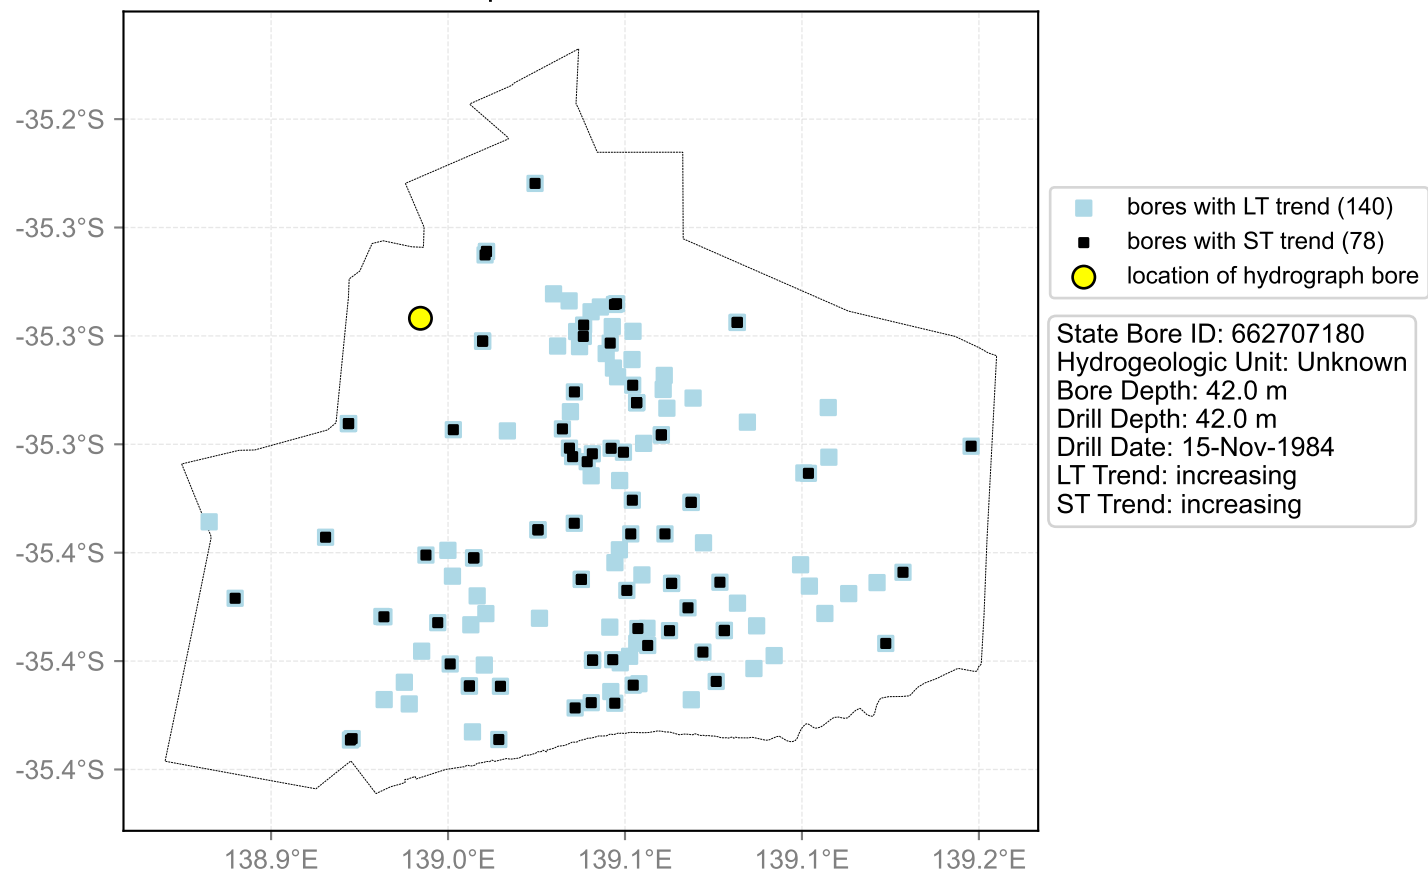 -35.2°S
-35.3°S
-35.3°S
-35.3°S
-35.4°S
-35.4°S
-35.4°S
138.9°E
139.0°E
139.1°E
139.1°E
139.2°E
bores with LT trend (140)
bores with ST trend (78)
location of hydrograph bore
State Bore ID: 662707180
Hydrogeologic Unit: Unknown
Bore Depth: 42.0 m
Drill Depth: 42.0 m
Drill Date: 15-Nov-1984
LT Trend: increasing
ST Trend: increasing